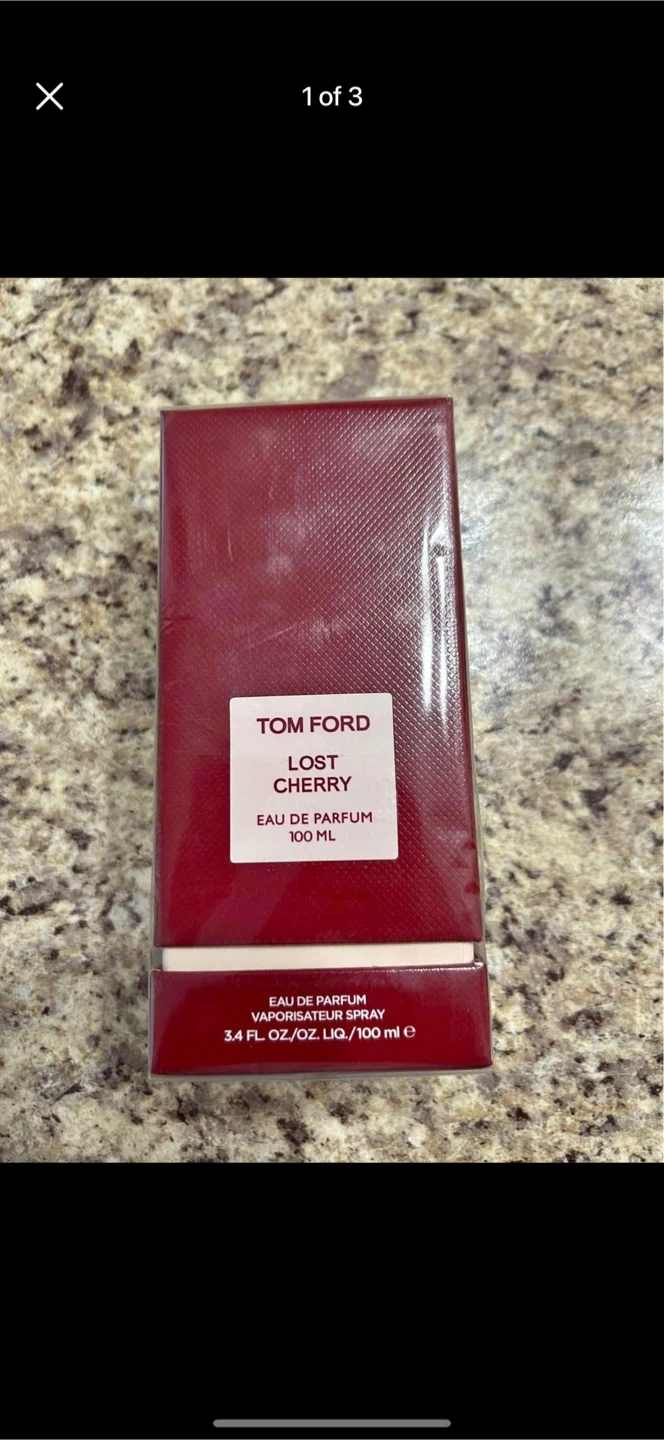 1 of 3
TOM FORD
LOST
CHERRY
EAU DE PARFUM
100 ML
EAU DE PARFUM
VAPORISATEUR SPRAY
3.4 FL. OZ./OZ. LIQ./100 ml ℮